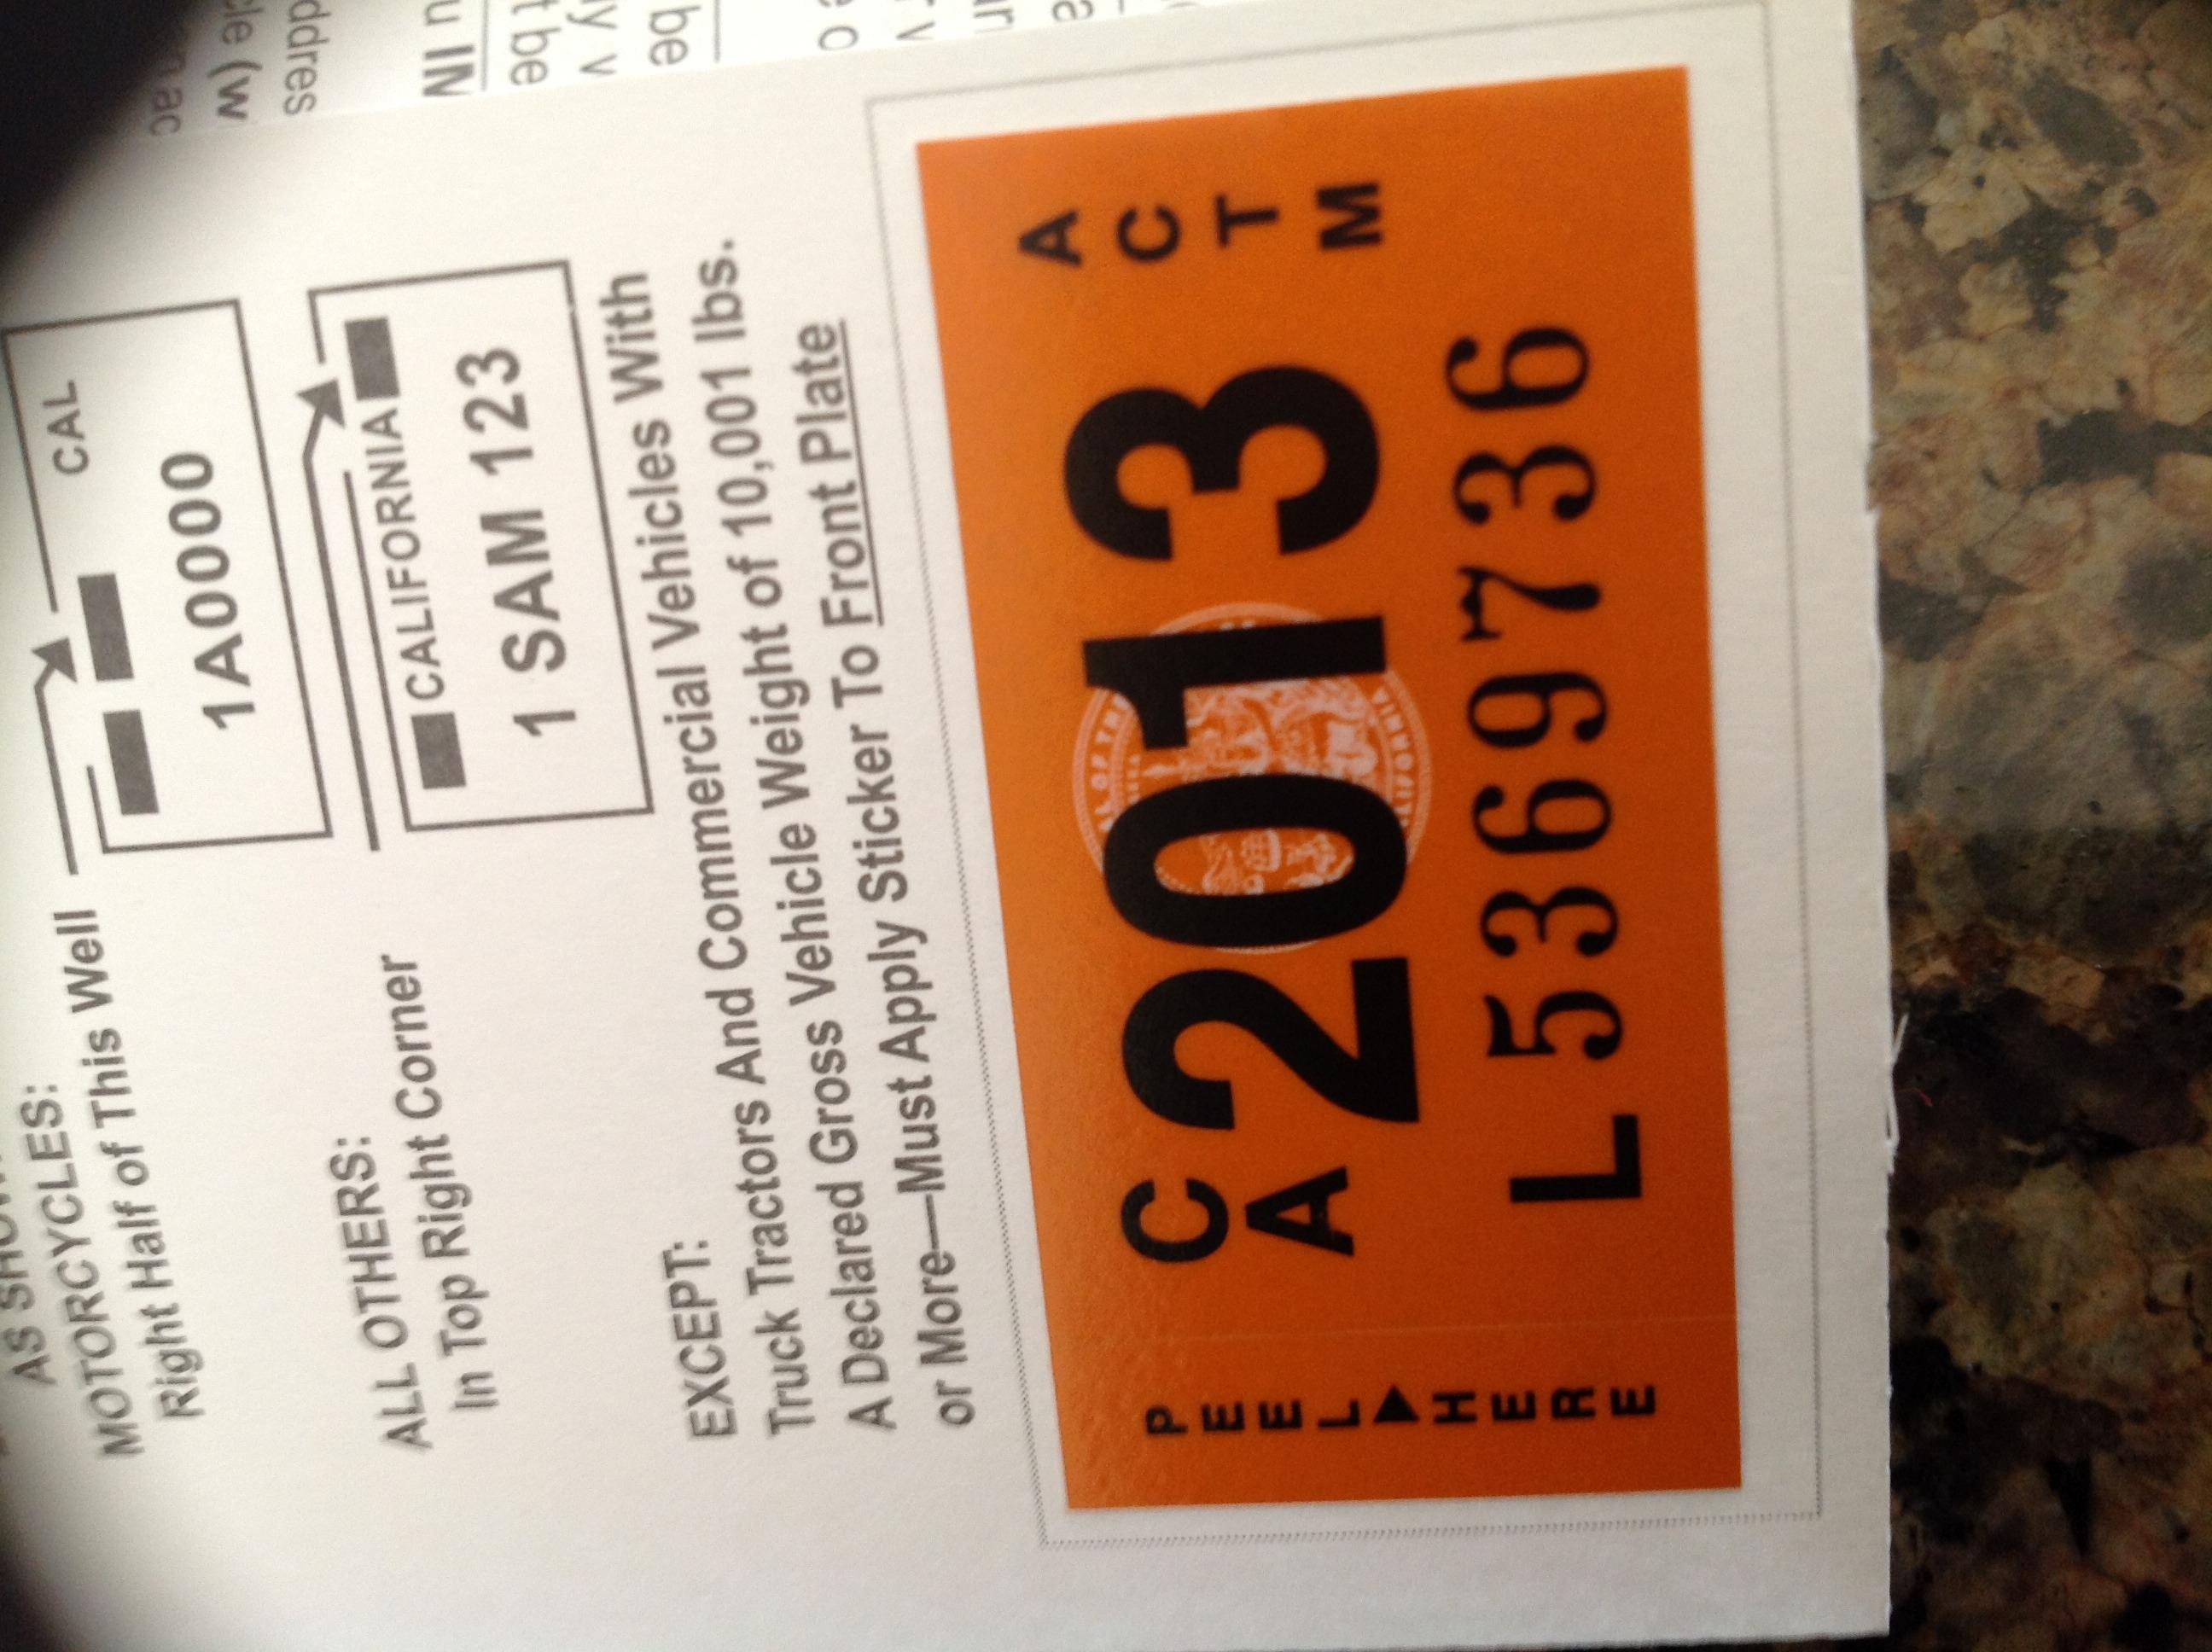 MOTORCYCLES:
Right Half of This Well
CAL
1A0000
ALL OTHERS:
In Top Right Corner
CALIFORNIA
1 SAM 123
EXCEPT:
Truck Tractors And Commercial Vehicles With
A Declared Gross Vehicle Weight of 10,001 lbs.
or More—Must Apply Sticker To Front Plate
PEEL▲HERE
CA
2013
ACTM
L5369736